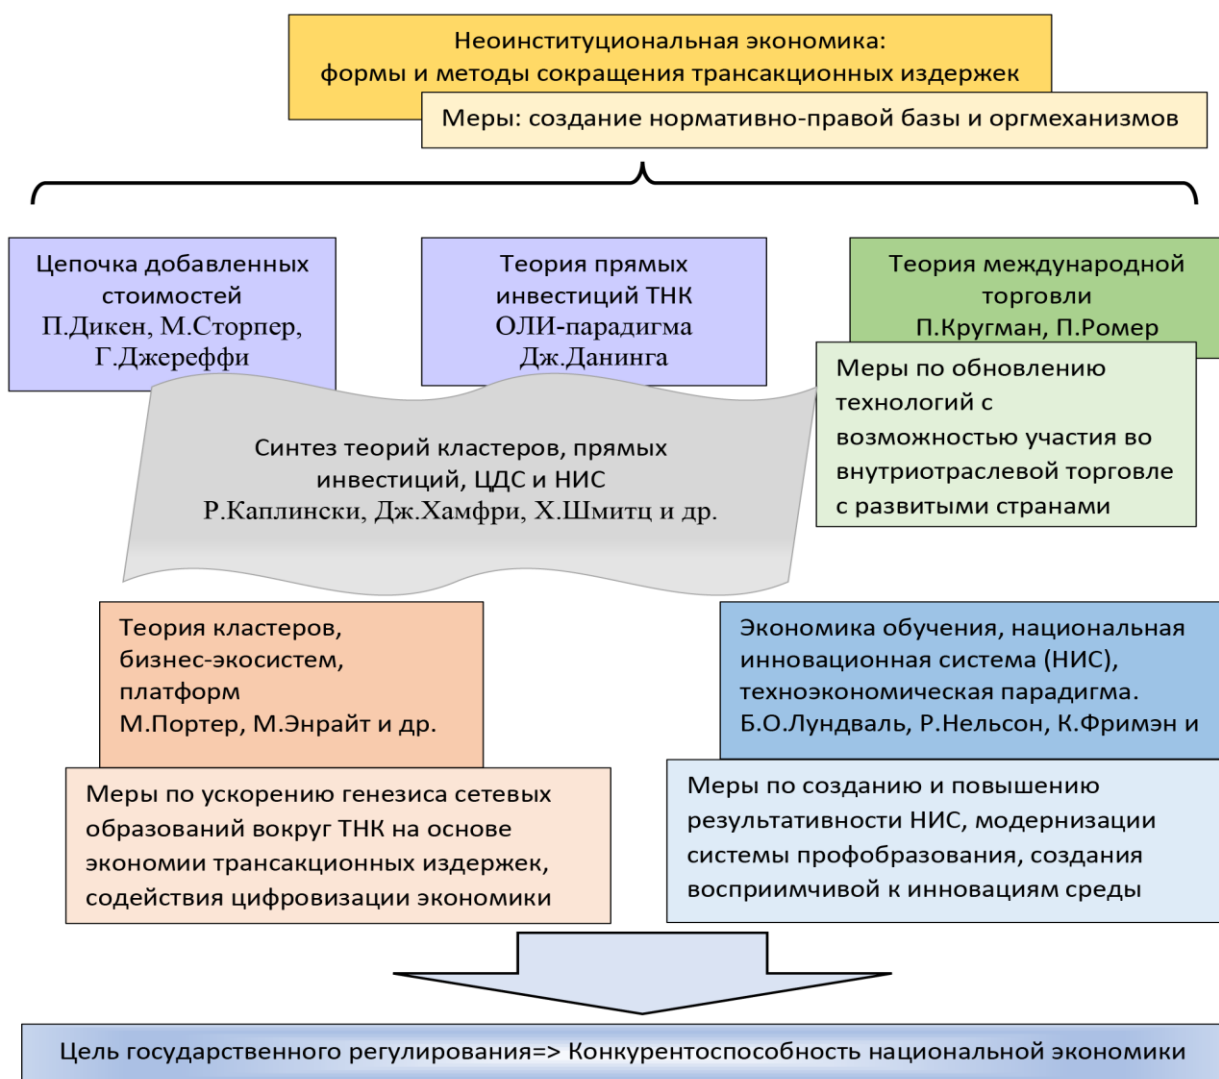 Неоинституциональная экономика:
формы и методы сокращения трансакционных издержек
Меры: создание нормативно-правой базы и оргмеханизмов
Цепочка добавленных
стоимостей
П.Дикен, М.Сторпер,
Г.Джереффи
Теория прямых
инвестиций ТНК
ОЛИ-парадигма
Дж.Данинга
Теория международной
торговли
П.Кругман, П.Ромер
Меры по обновлению
технологий с
возможностью участия во
внутриотраслевой торговле
с развитыми странами
Синтез теорий кластеров, прямых
инвестиций, ЦДС и НИС
Р.Каплински, Дж.Хамфри, Х.Шмитц и др.
Теория кластеров,
бизнес-экосистем,
платформ
М.Портер, М.Энрайт и др.
Экономика обучения, национальная
инновационная система (НИС),
техноэкономическая парадигма.
Б.О.Лундваль, Р.Нельсон, К.Фримэн и
Меры по ускорению генезиса сетевых
образований вокруг ТНК на основе
экономии трансакционных издержек,
содействия цифровизации экономики
Меры по созданию и повышению
результативности НИС, модернизации
системы профобразования, создания
восприимчивой к инновациям среды
Цель государственного регулирования=> Конкурентоспособность национальной экономики